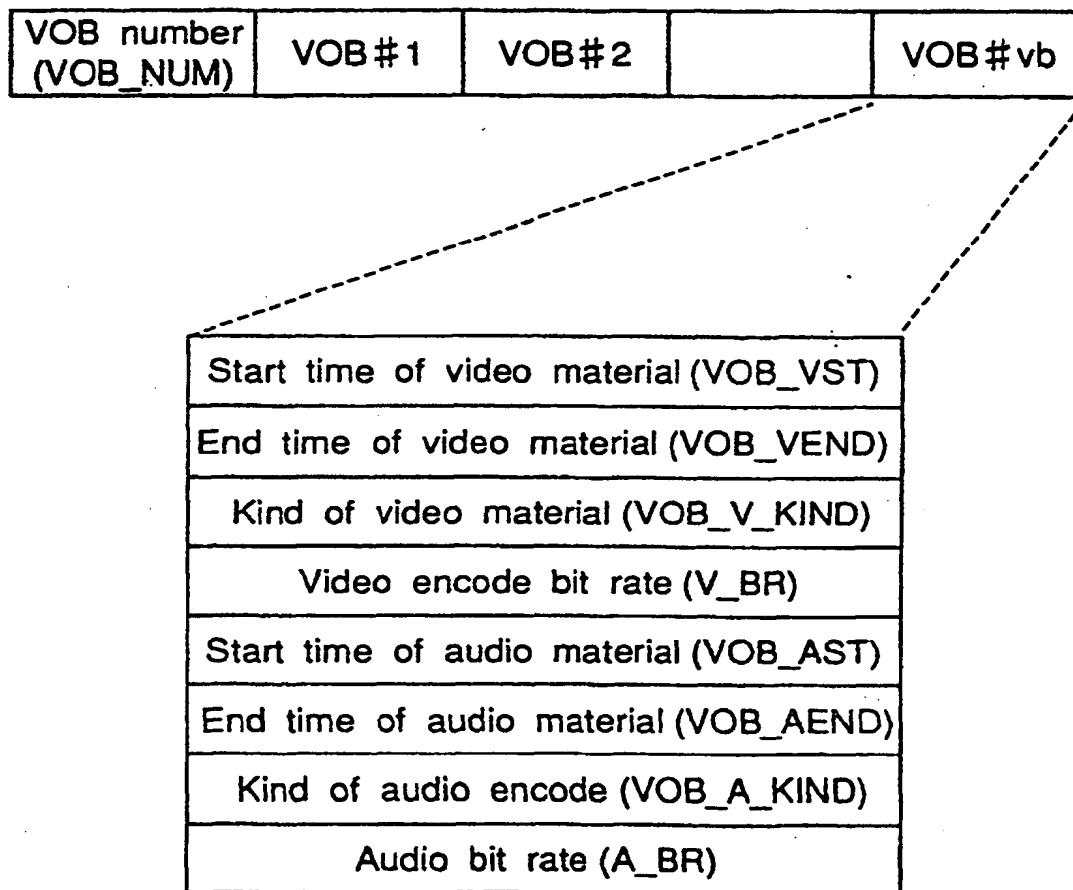 VOB number
(VOB_NUM)
VOB#1
VOB#2
VOB#vb
Start time of video material (VOB_VST)
End time of video material (VOB_VEND)
Kind of video material (VOB_V_KIND)
Video encode bit rate (V_BR)
Start time of audio material (VOB_AST)
End time of audio material (VOB_AEND)
Kind of audio encode (VOB_A_KIND)
Audio bit rate (A_BR)